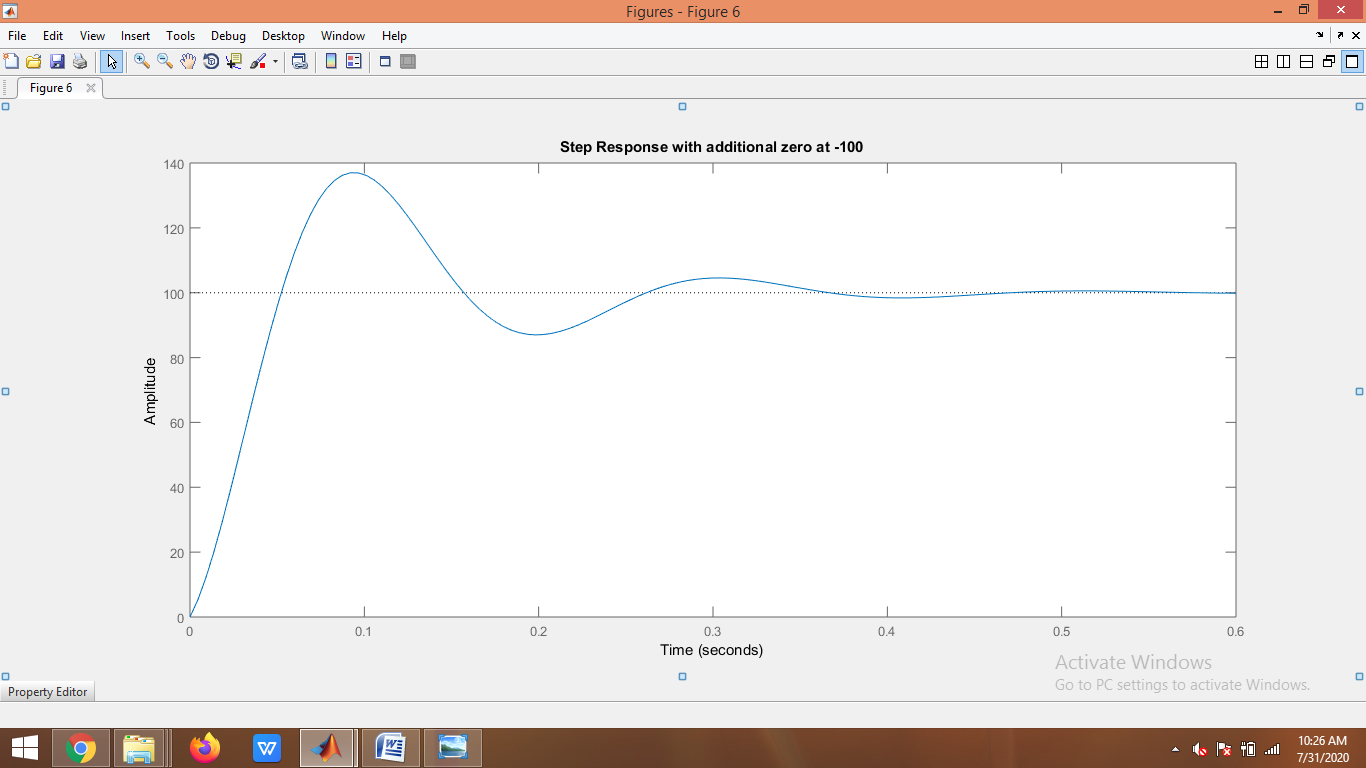 Figures - Figure 6
File Edit View Insert Tools Debug Desktop Window Help
Figure 6
Step Response with additional zero at -100
140
120
100
80
60
40
20
0
Amplitude
0 0.1 0.2 0.3 0.4 0.5 0.6
Time (seconds)
Activate Windows
Go to PC settings to activate Windows.
Property Editor
W
W
10:26 AM
7/31/2020